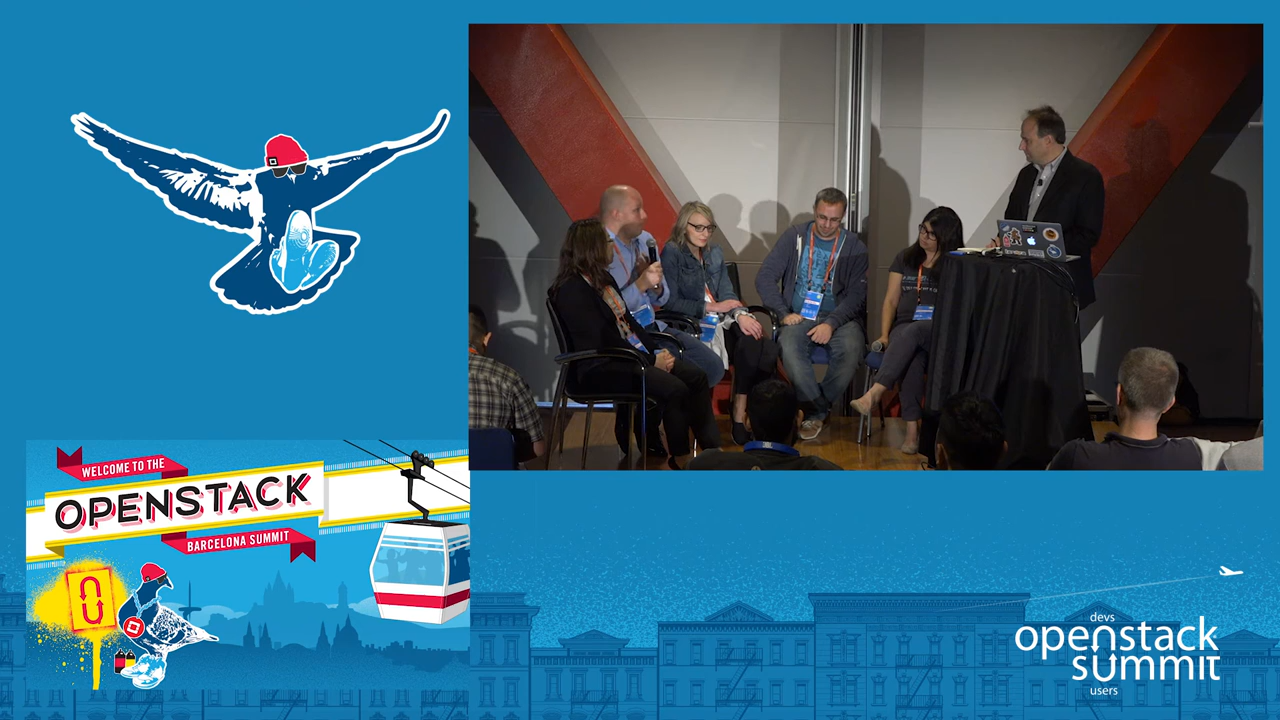 WELCOME TO THE
OPENSTACK
BARCELONA SUMMIT
devs
openstack
summit
users